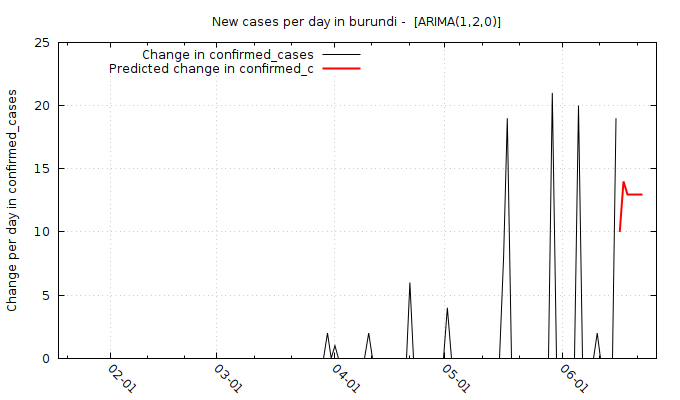 New cases per day in burundi -  [ARIMA(1,2,0)]
Change in confirmed_cases
Predicted change in confirmed_c
Change per day in confirmed_cases
25
20
15
10
5
0
02-01
03-01
04-01
05-01
06-01